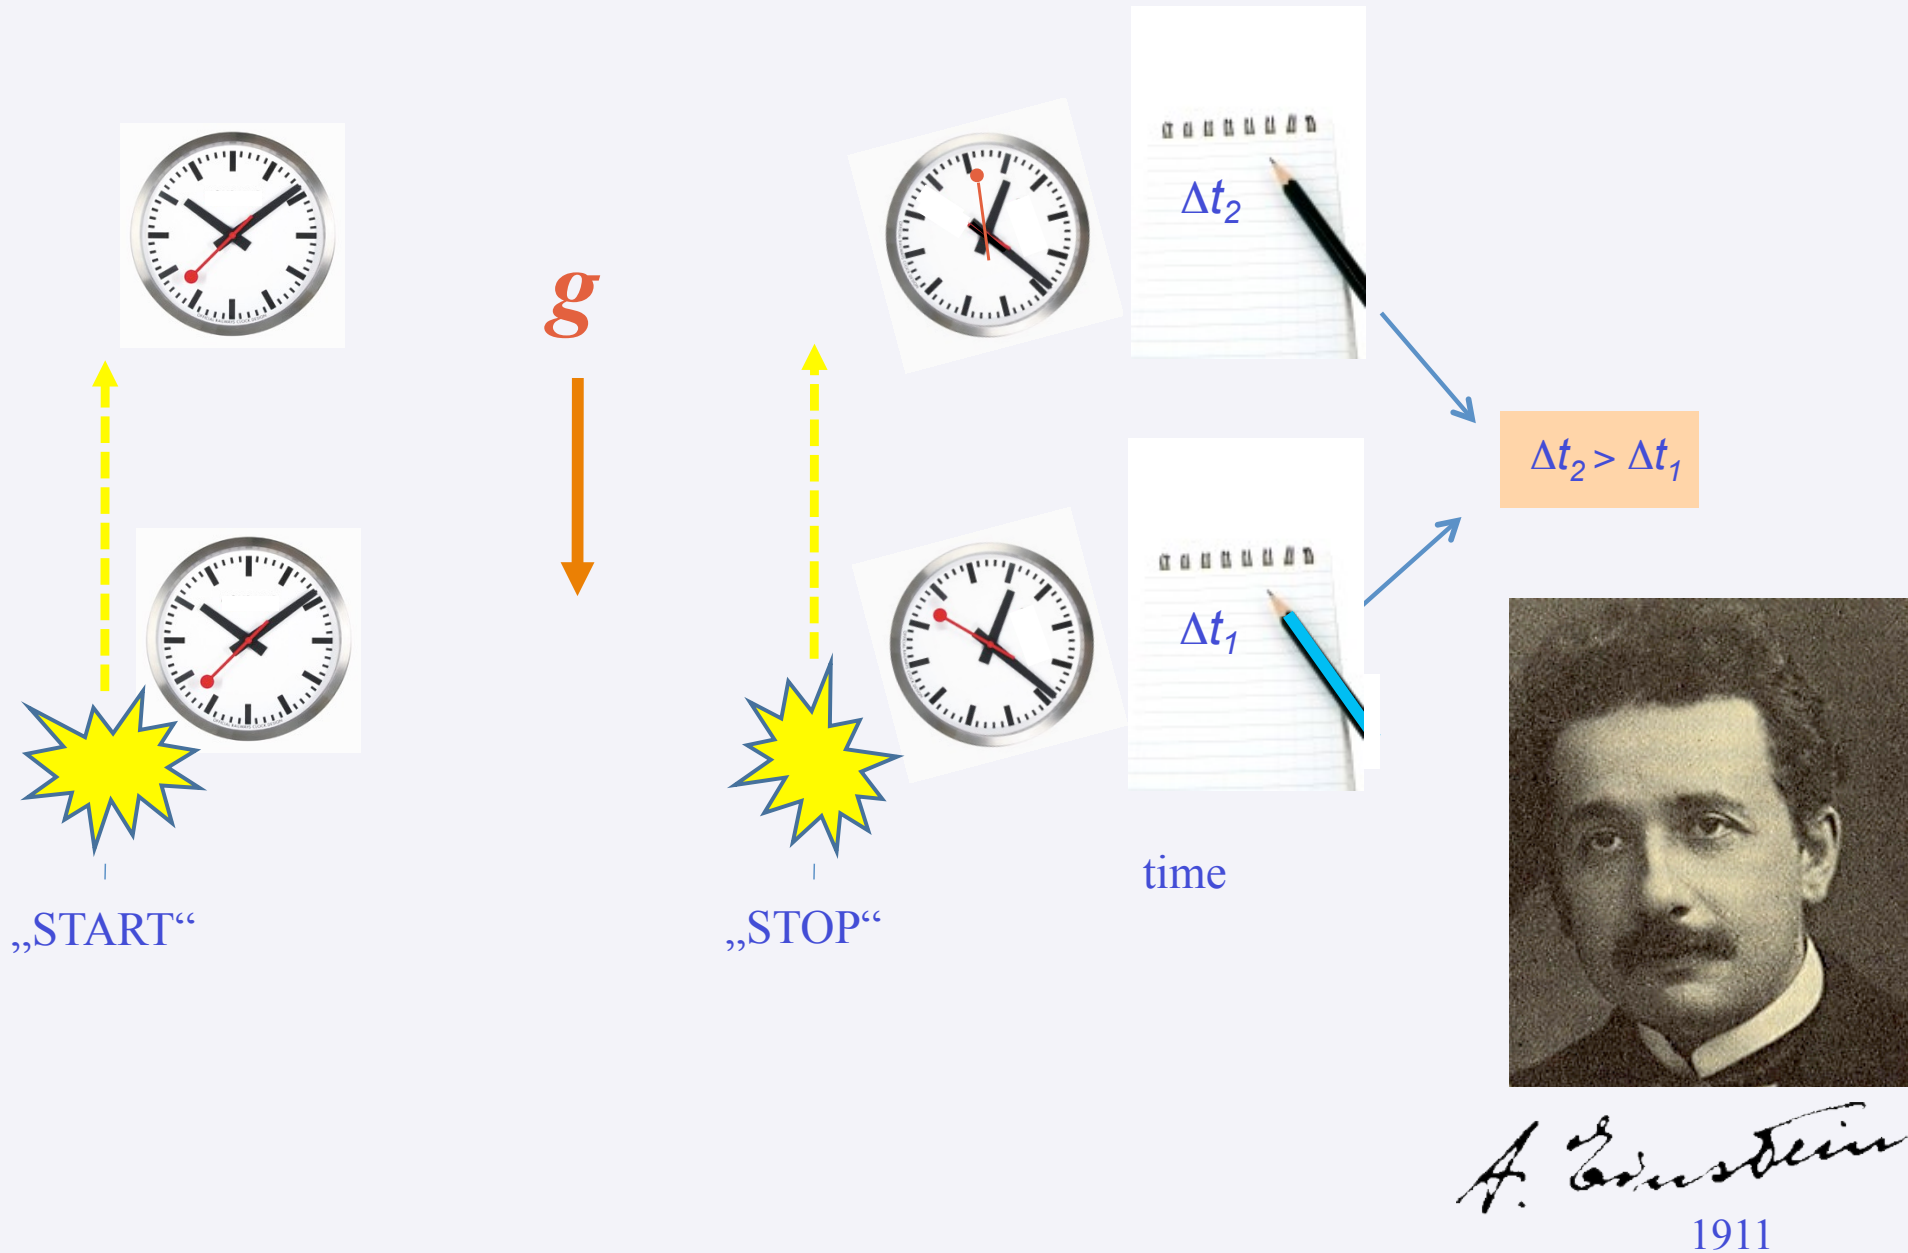 g
Δt₂
Δt₂ > Δt₁
Δt₁
time
„START“
„STOP“
A. Einstein
1911